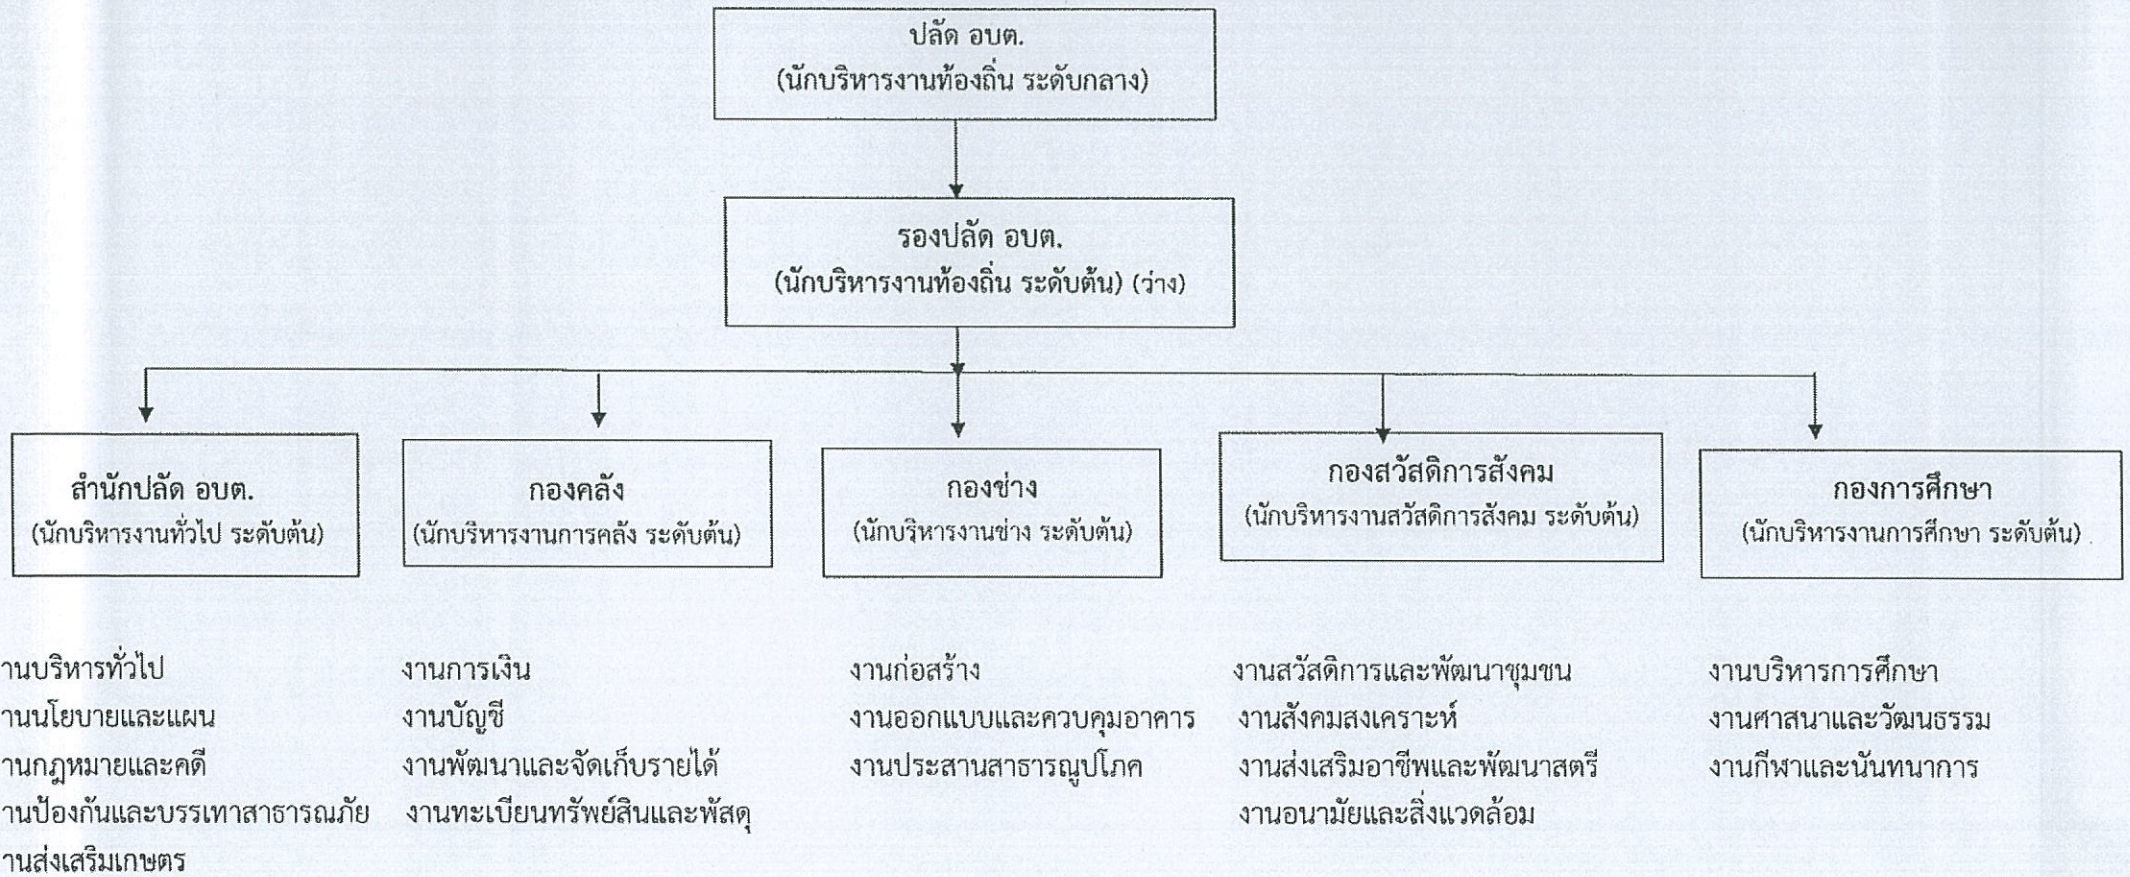 ปลัด อบต.
(นักบริหารงานท้องถิ่น ระดับกลาง)
รองปลัด อบต.
(นักบริหารงานท้องถิ่น ระดับต้น) (ว่าง)
สำนักปลัด อบต.
(นักบริหารงานทั่วไป ระดับต้น)
กองคลัง
(นักบริหารงานการคลัง ระดับต้น)
กองช่าง
(นักบริหารงานช่าง ระดับต้น)
กองสวัสดิการสังคม
(นักบริหารงานสวัสดิการสังคม ระดับต้น)
กองการศึกษา
(นักบริหารงานการศึกษา ระดับต้น)
านบริหารทั่วไป
านนโยบายและแผน
านกฎหมายและคดี
านป้องกันและบรรเทาสาธารณภัย
านส่งเสริมเกษตร
งานการเงิน
งานบัญชี
งานพัฒนาและจัดเก็บรายได้
งานทะเบียนทรัพย์สินและพัสดุ
งานก่อสร้าง
งานออกแบบและควบคุมอาคาร
งานประสานสาธารณูปโภค
งานสวัสดิการและพัฒนาชุมชน
งานสังคมสงเคราะห์
งานส่งเสริมอาชีพและพัฒนาสตรี
งานอนามัยและสิ่งแวดล้อม
งานบริหารการศึกษา
งานศาสนาและวัฒนธรรม
งานกีฬาและนันทนาการ